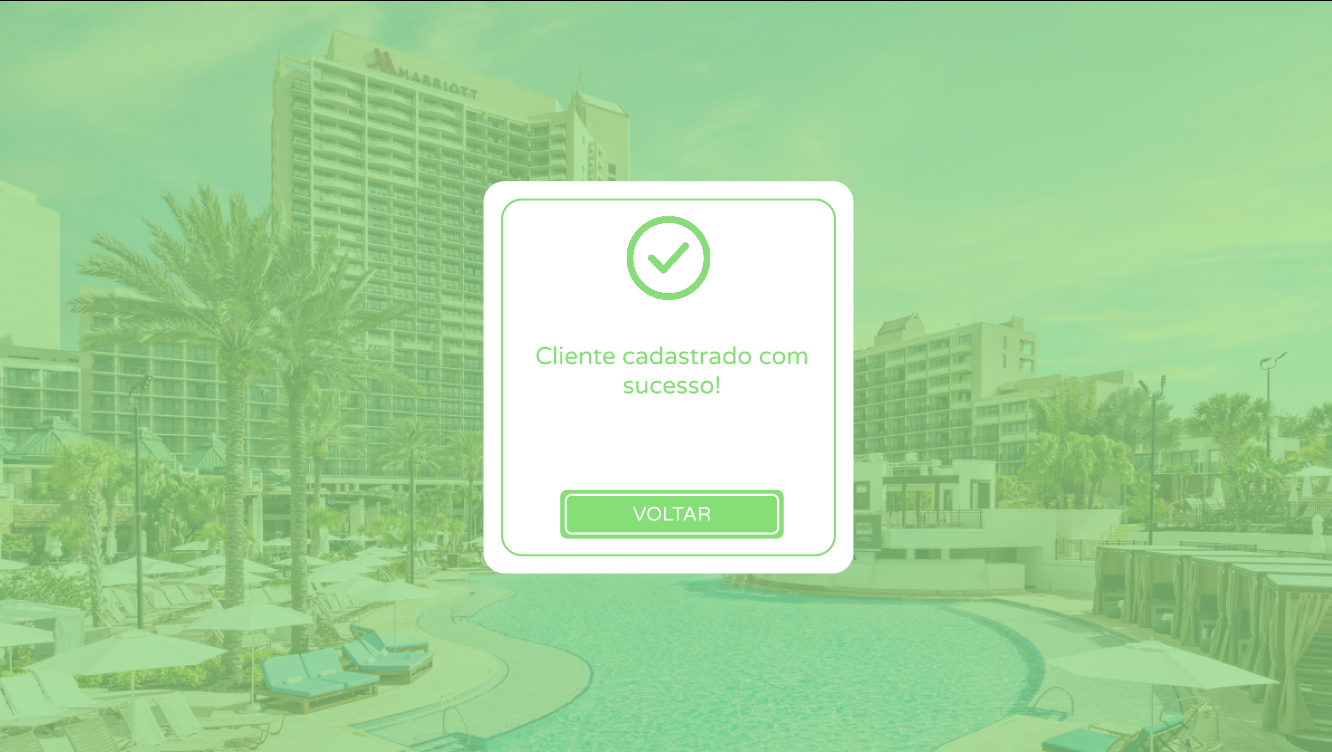 MARRIOTT
Cliente cadastrado com
sucesso!
VOLTAR